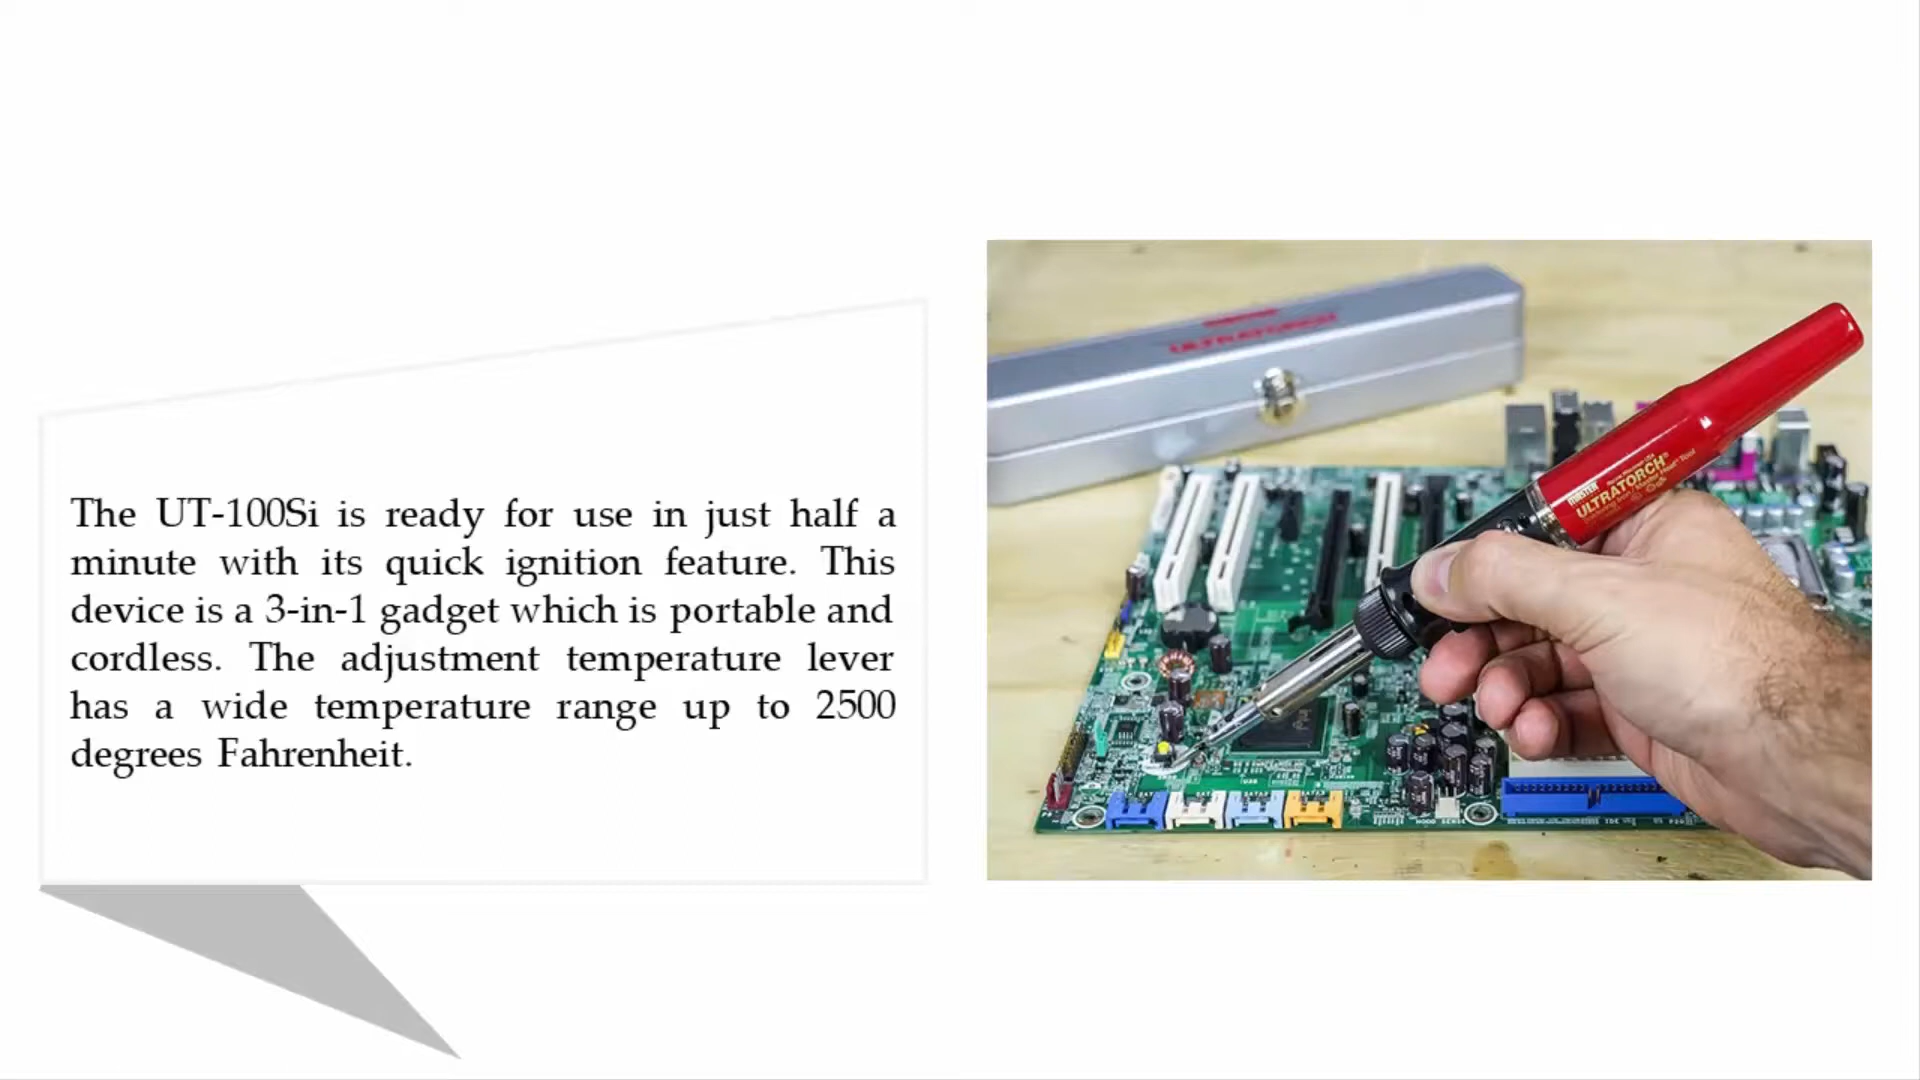 The UT-100Si is ready for use in just half a
minute with its quick ignition feature. This
device is a 3-in-1 gadget which is portable and
cordless. The adjustment temperature lever
has a wide temperature range up to 2500
degrees Fahrenheit.
ULTRATORCH
MASTER
ULTRATORCH®